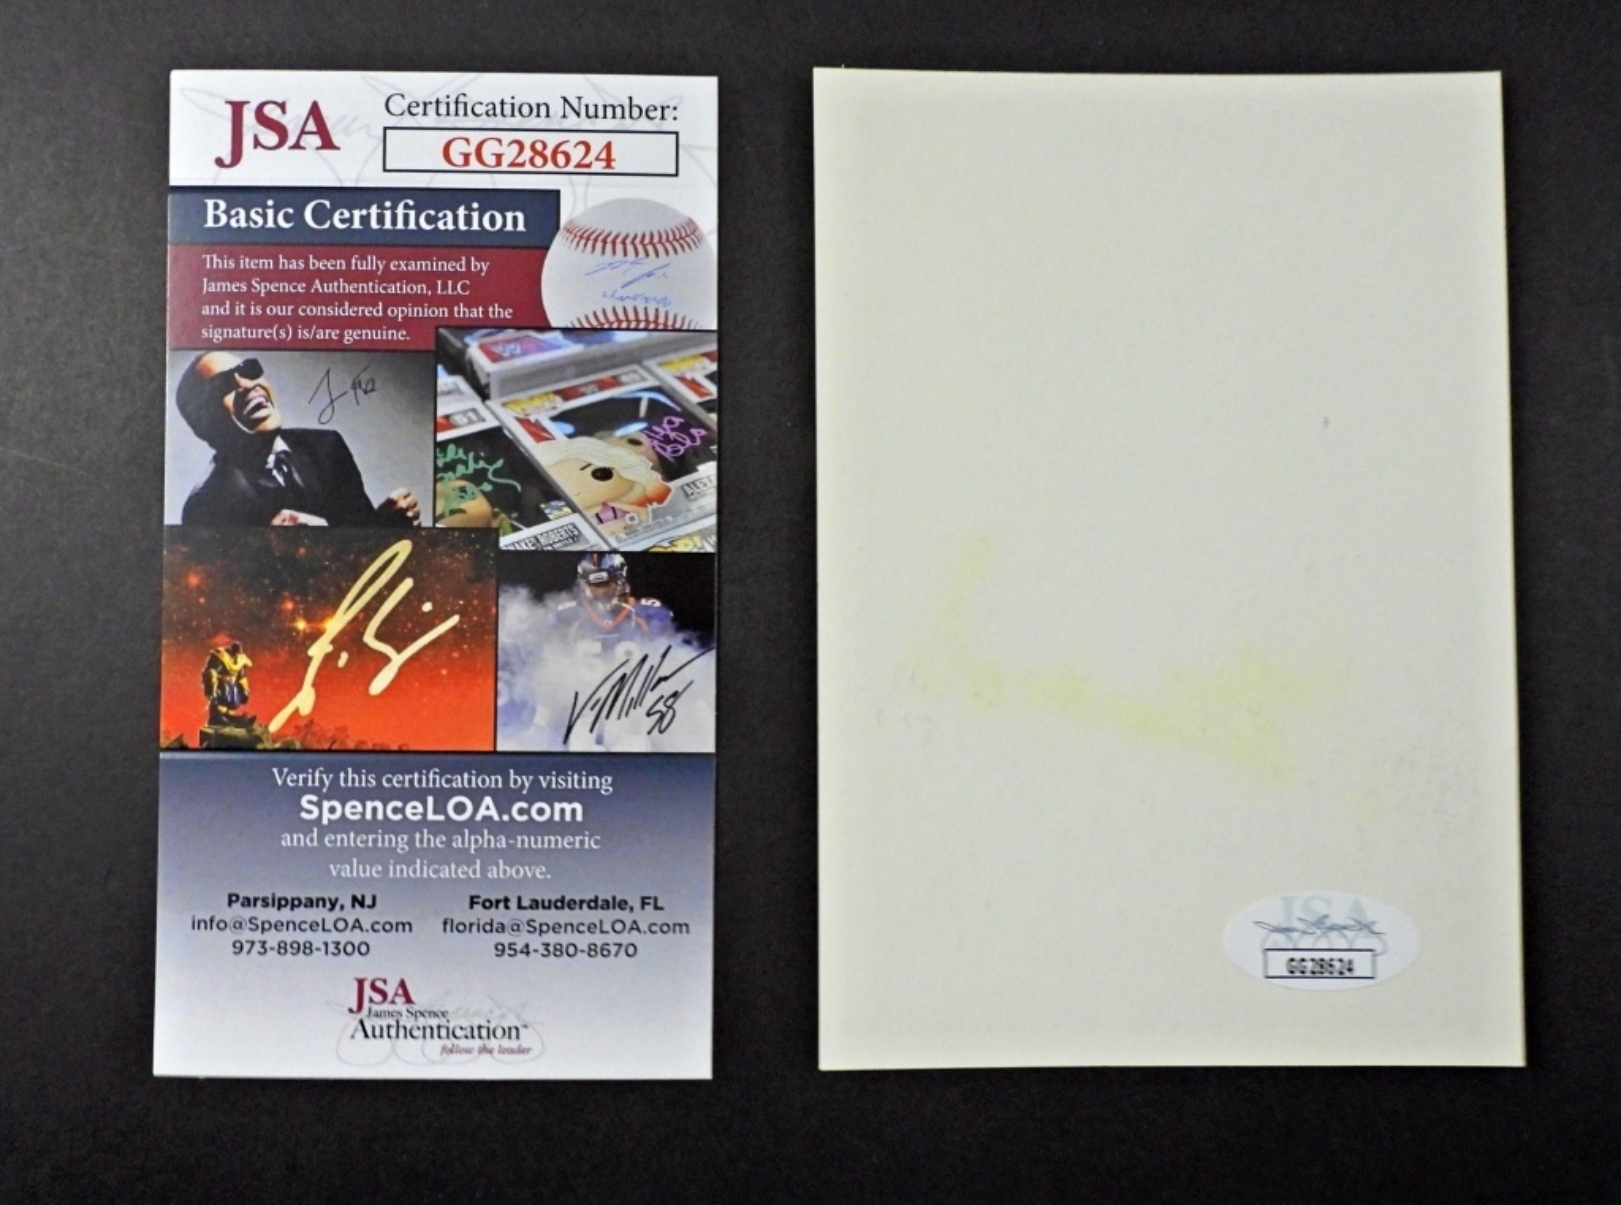 JSA
Certification Number:
GG28624
Basic Certification
This item has been fully examined by
James Spence Authentication, LLC
and it is our considered opinion that the
signature(s) is/are genuine.
Verify this certification by visiting
SpenceLOA.com
and entering the alpha-numeric
value indicated above.
Parsippany, NJ
info@SpenceLOA.com
973-898-1300
Fort Lauderdale, FL
florida@SpenceLOA.com
954-380-8670
JSA
James Spence
Authentication
follow the leader
JSA
GG28624